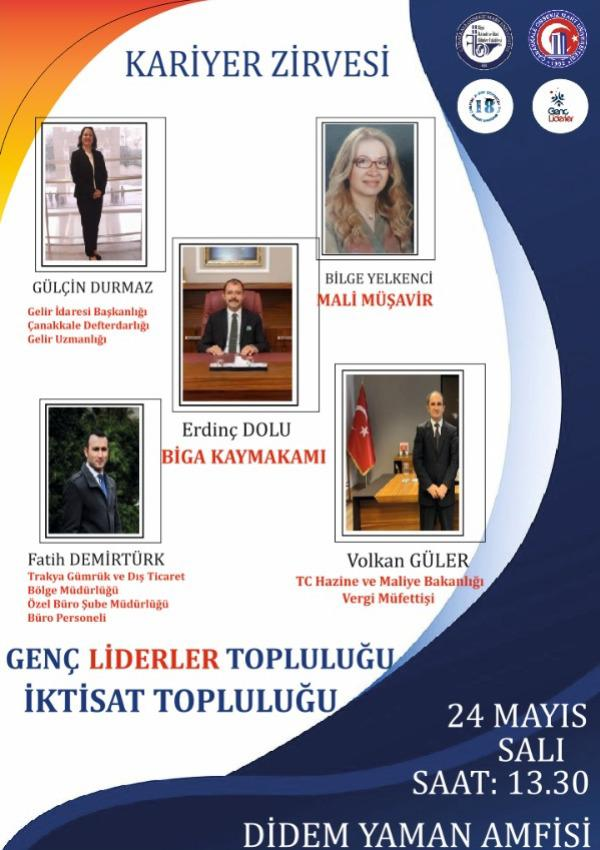 KARİYER ZİRVESİ
18
Genç
Liderler
GÜLÇİN DURMAZ
Gelir İdaresi Başkanlığı
Çanakkale Defterdarlığı
Gelir Uzmanlığı
BİLGE YELKENCİ
MALİ MÜŞAVİR
Erdinç DOLU
BİGA KAYMAKAMI
Fatih DEMİRTÜRK
Trakya Gümrük ve Dış Ticaret
Bölge Müdürlüğü
Özel Büro Şube Müdürlüğü
Büro Personeli
Volkan GÜLER
TC Hazine ve Maliye Bakanlığı
Vergi Müfettişi
GENÇ LİDERLER TOPLULUĞU
İKTİSAT TOPLULUĞU
24 MAYIS
SALI
SAAT: 13.30
DİDEM YAMAN AMFİSİ